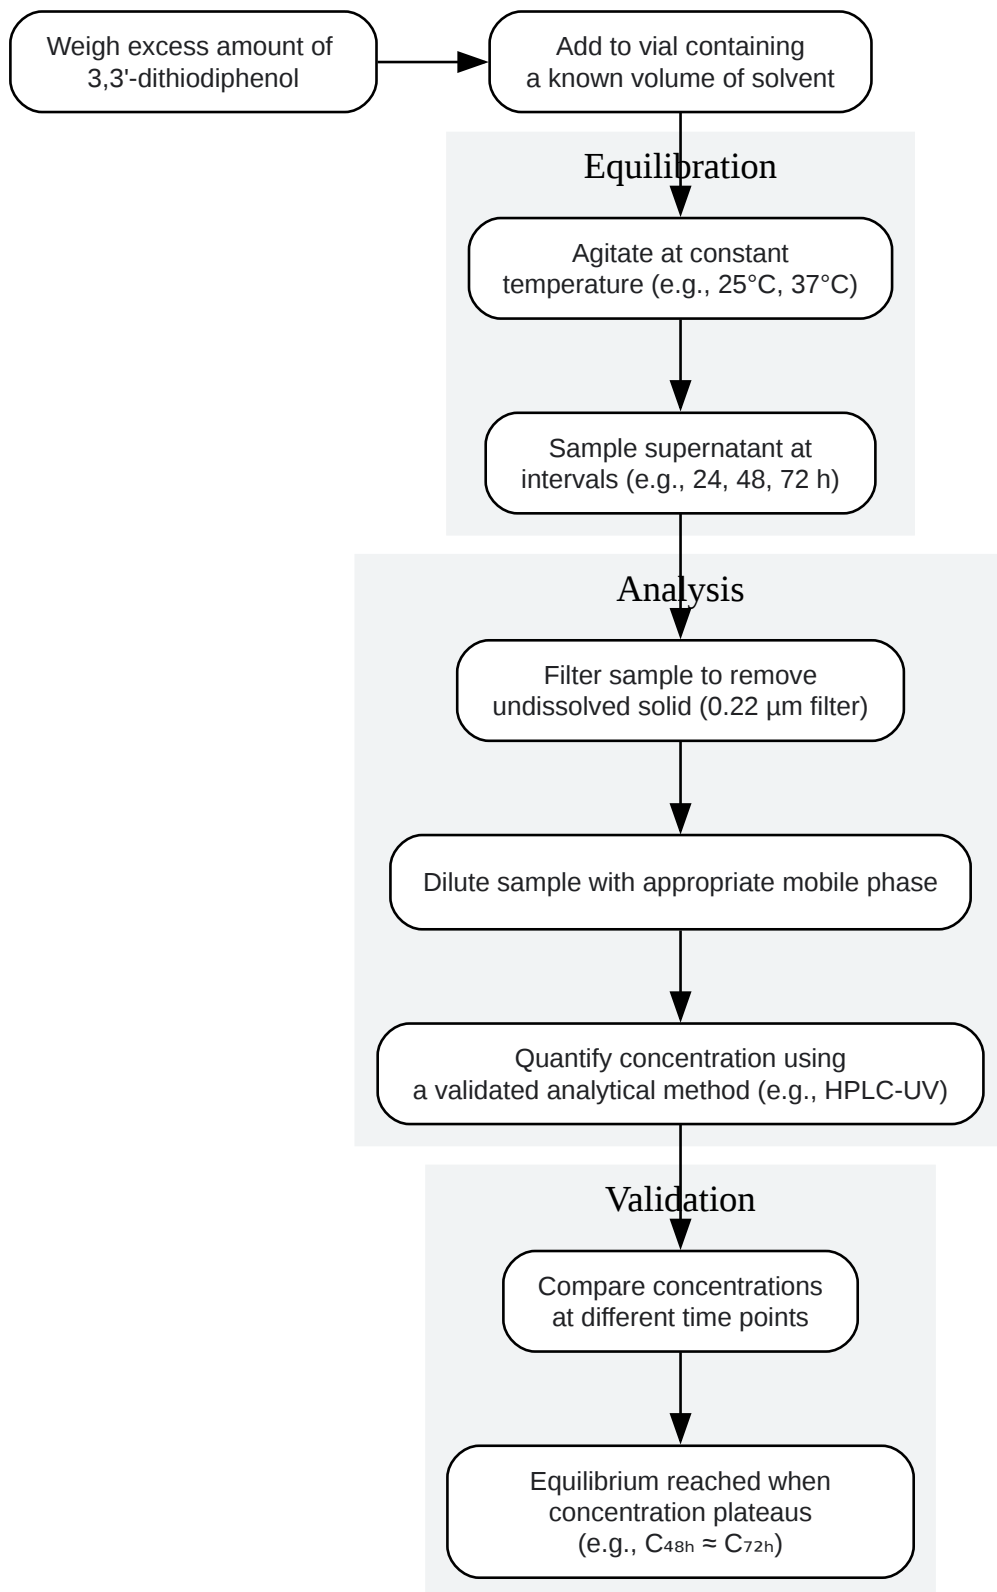 Weigh excess amount of
3,3'-dithiodiphenol
Add to vial containing
a known volume of solvent
Equilibration
Agitate at constant
temperature (e.g., 25°C, 37°C)
Sample supernatant at
intervals (e.g., 24, 48, 72 h)
Analysis
Filter sample to remove
undissolved solid (0.22 µm filter)
Dilute sample with appropriate mobile phase
Quantify concentration using
a validated analytical method (e.g., HPLC-UV)
Validation
Compare concentrations
at different time points
Equilibrium reached when
concentration plateaus
(e.g., C₄₈ₕ ≈ C₇₂ₕ)